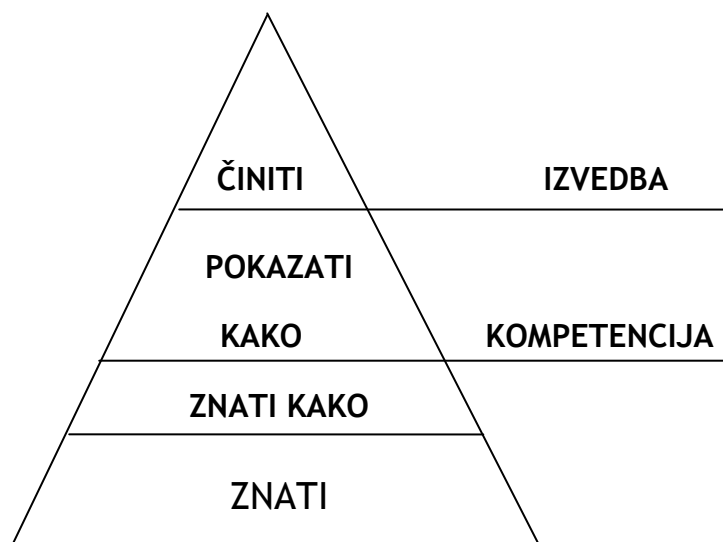 ČINITI
IZVEDBA
POKAZATI
KAKO
KOMPETENCIJA
ZNATI KAKO
ZNATI